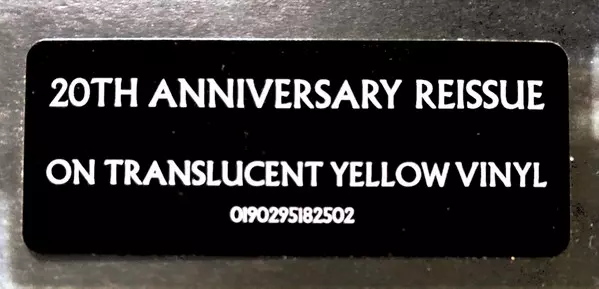 20TH ANNIVERSARY REISSUE
ON TRANSLUCENT YELLOW VINYL
0190295182502